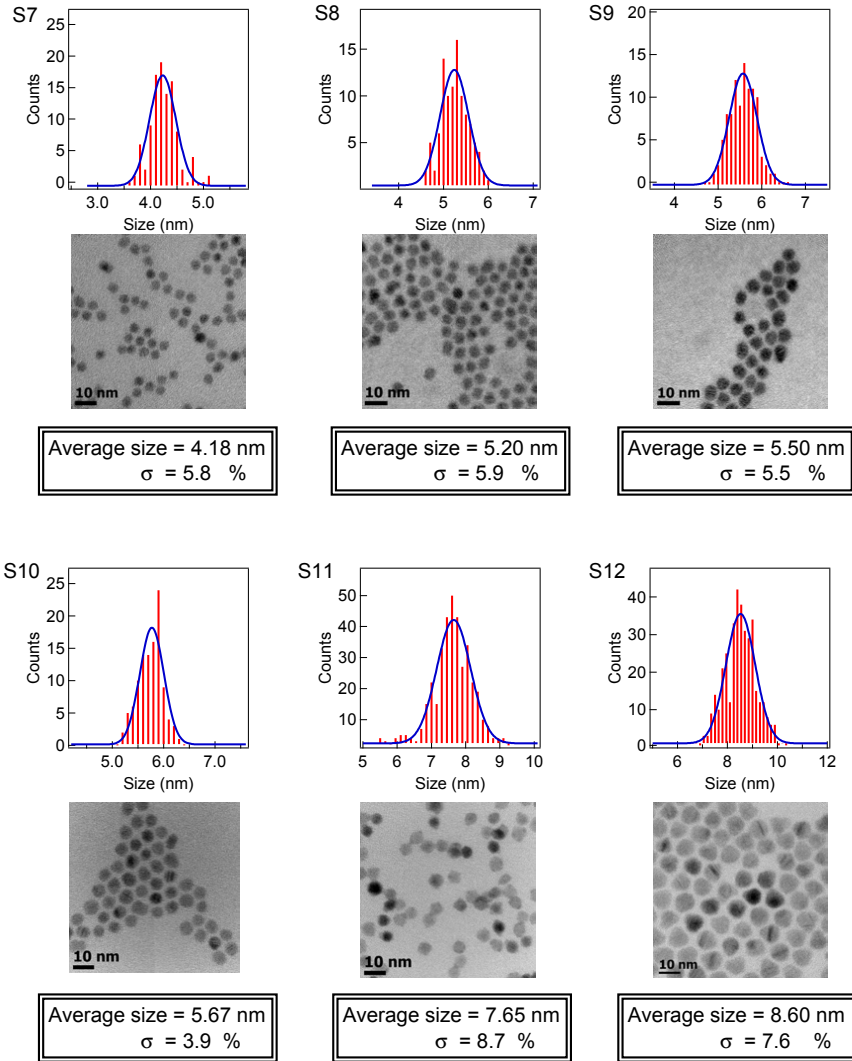 S7
25
20
15
10
5
0
Counts
3.0 4.0 5.0
Size (nm)
10 nm
Average size = 4.18 nm
σ = 5.8 %
S8
15
10
5
Counts
4 5 6 7
Size (nm)
10 nm
Average size = 5.20 nm
σ = 5.9 %
S9
20
15
10
5
0
Counts
4 5 6 7
Size (nm)
10 nm
Average size = 5.50 nm
σ = 5.5 %
S10
25
20
15
10
5
0
Counts
5.0 6.0 7.0
Size (nm)
10 nm
Average size = 5.67 nm
σ = 3.9 %
S11
50
40
30
20
10
Counts
5 6 7 8 9 10
Size (nm)
10 nm
Average size = 7.65 nm
σ = 8.7 %
S12
40
30
20
10
0
Counts
6 8 10 12
Size (nm)
10 nm
Average size = 8.60 nm
σ = 7.6 %